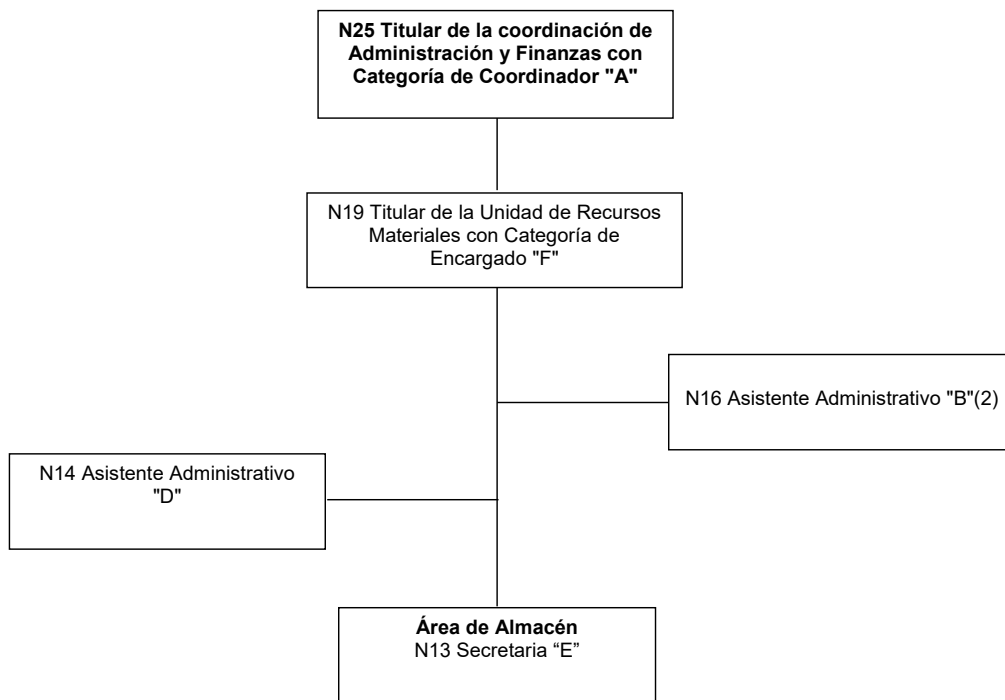 N25 Titular de la coordinación de
Administración y Finanzas con
Categoría de Coordinador "A"
N19 Titular de la Unidad de Recursos
Materiales con Categoría de
Encargado "F"
N16 Asistente Administrativo "B"(2)
N14 Asistente Administrativo
"D"
Área de Almacén
N13 Secretaria “E”